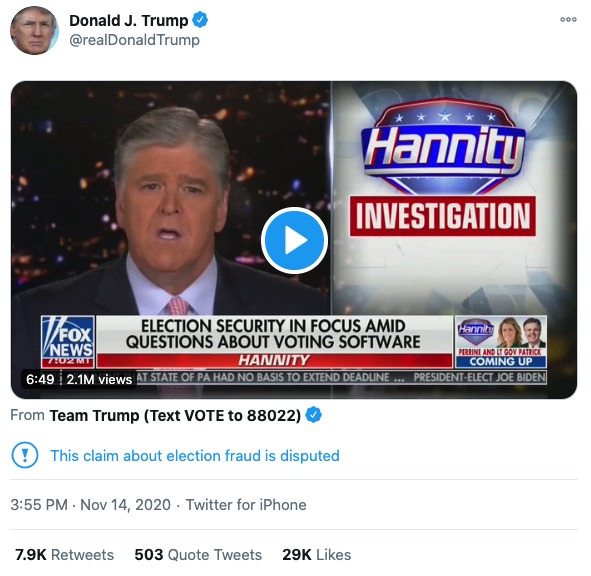 Donald J. Trump
@realDonaldTrump
Hannity
INVESTIGATION
FOX
NEWS
ELECTION SECURITY IN FOCUS AMID
QUESTIONS ABOUT VOTING SOFTWARE
HANNITY
Hannity
PERRINE AND LT GOV PATRICK
COMING UP
6:49 2.1M views
AT STATE OF PA HAD NO BASIS TO EXTEND DEADLINE ... PRESIDENT-ELECT JOE BIDEN
From Team Trump (Text VOTE to 88022)
This claim about election fraud is disputed
3:55 PM · Nov 14, 2020 · Twitter for iPhone
7.9K Retweets 503 Quote Tweets 29K Likes